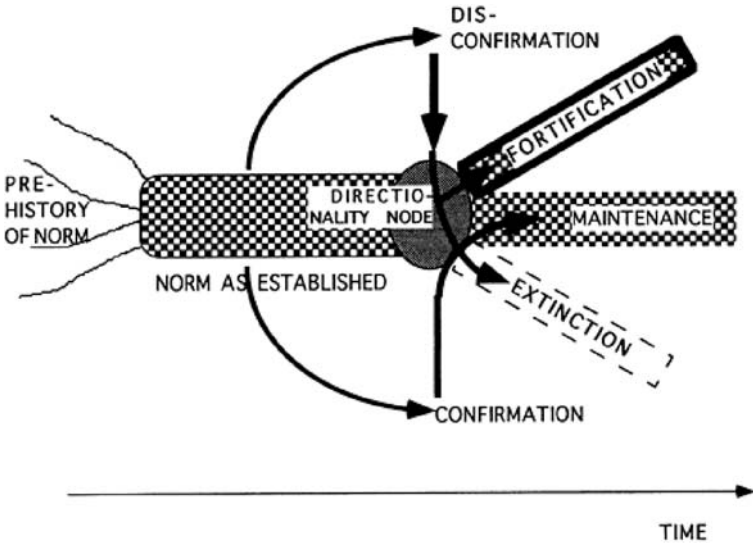 DIS-
CONFIRMATION
FORTIFICATION
PRE-
HISTORY
OF NORM
DIRECTIO-
NALITY NODE
MAINTENANCE
NORM AS ESTABLISHED
EXTINCTION
CONFIRMATION
TIME